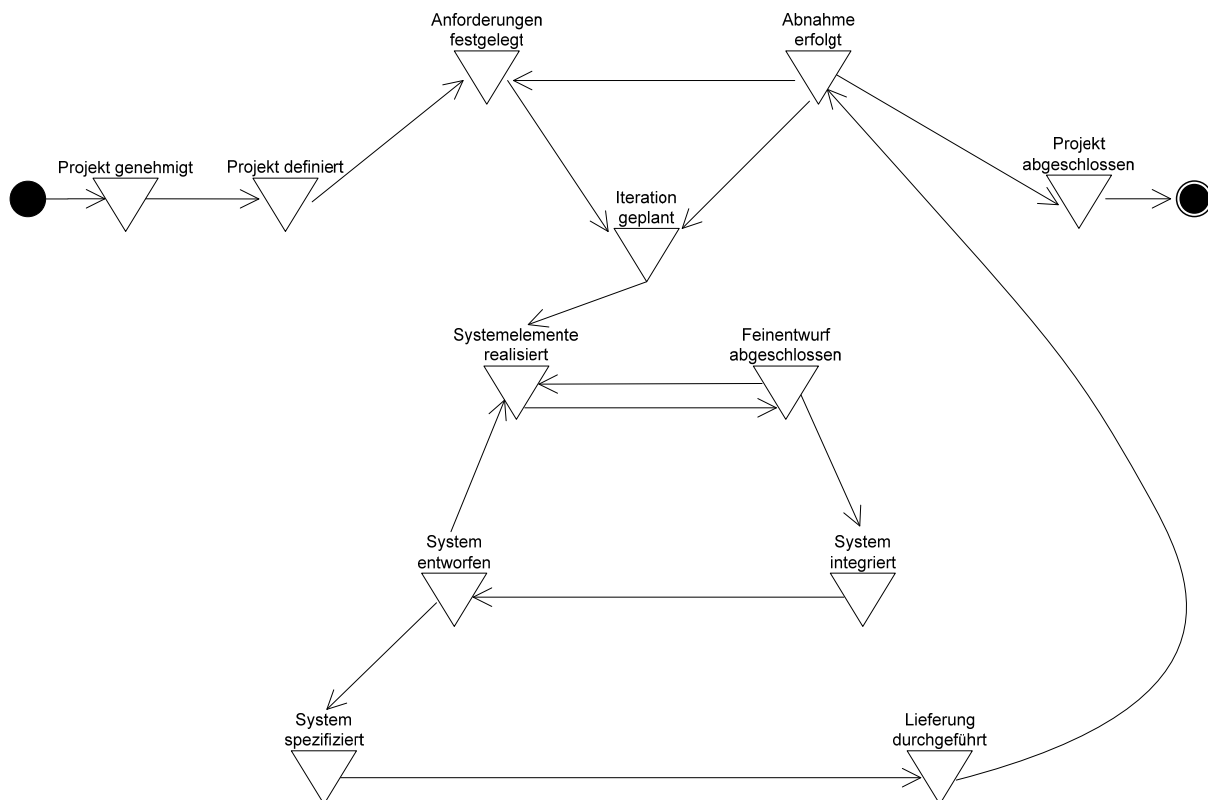 Anforderungen
festgelegt
Abnahme
erfolgt
Projekt genehmigt
Projekt definiert
Projekt
abgeschlossen
Iteration
geplant
Systemelemente
realisiert
Feinentwurf
abgeschlossen
System
entworfen
System
integriert
System
spezifiziert
Lieferung
durchgeführt